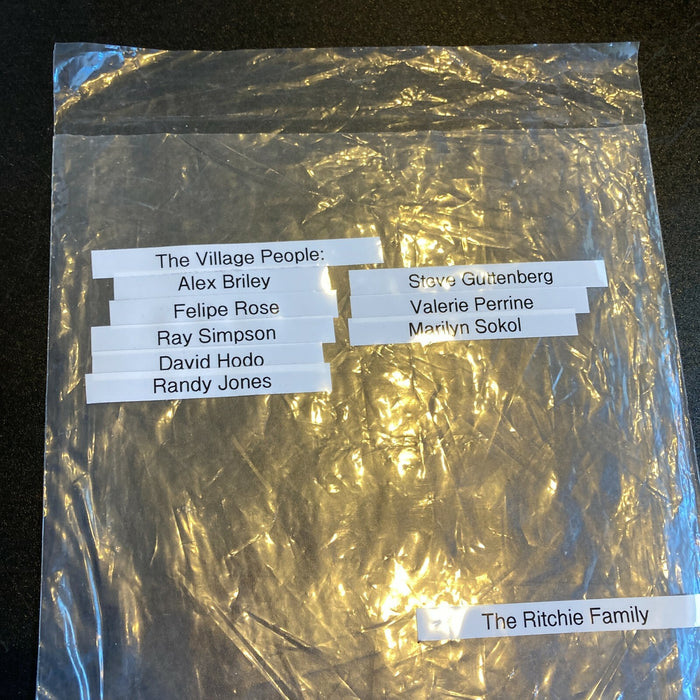 The Village People:
Alex Briley
Felipe Rose
Ray Simpson
David Hodo
Randy Jones
Steve Guttenberg
Valerie Perrine
Marilyn Sokol
The Ritchie Family